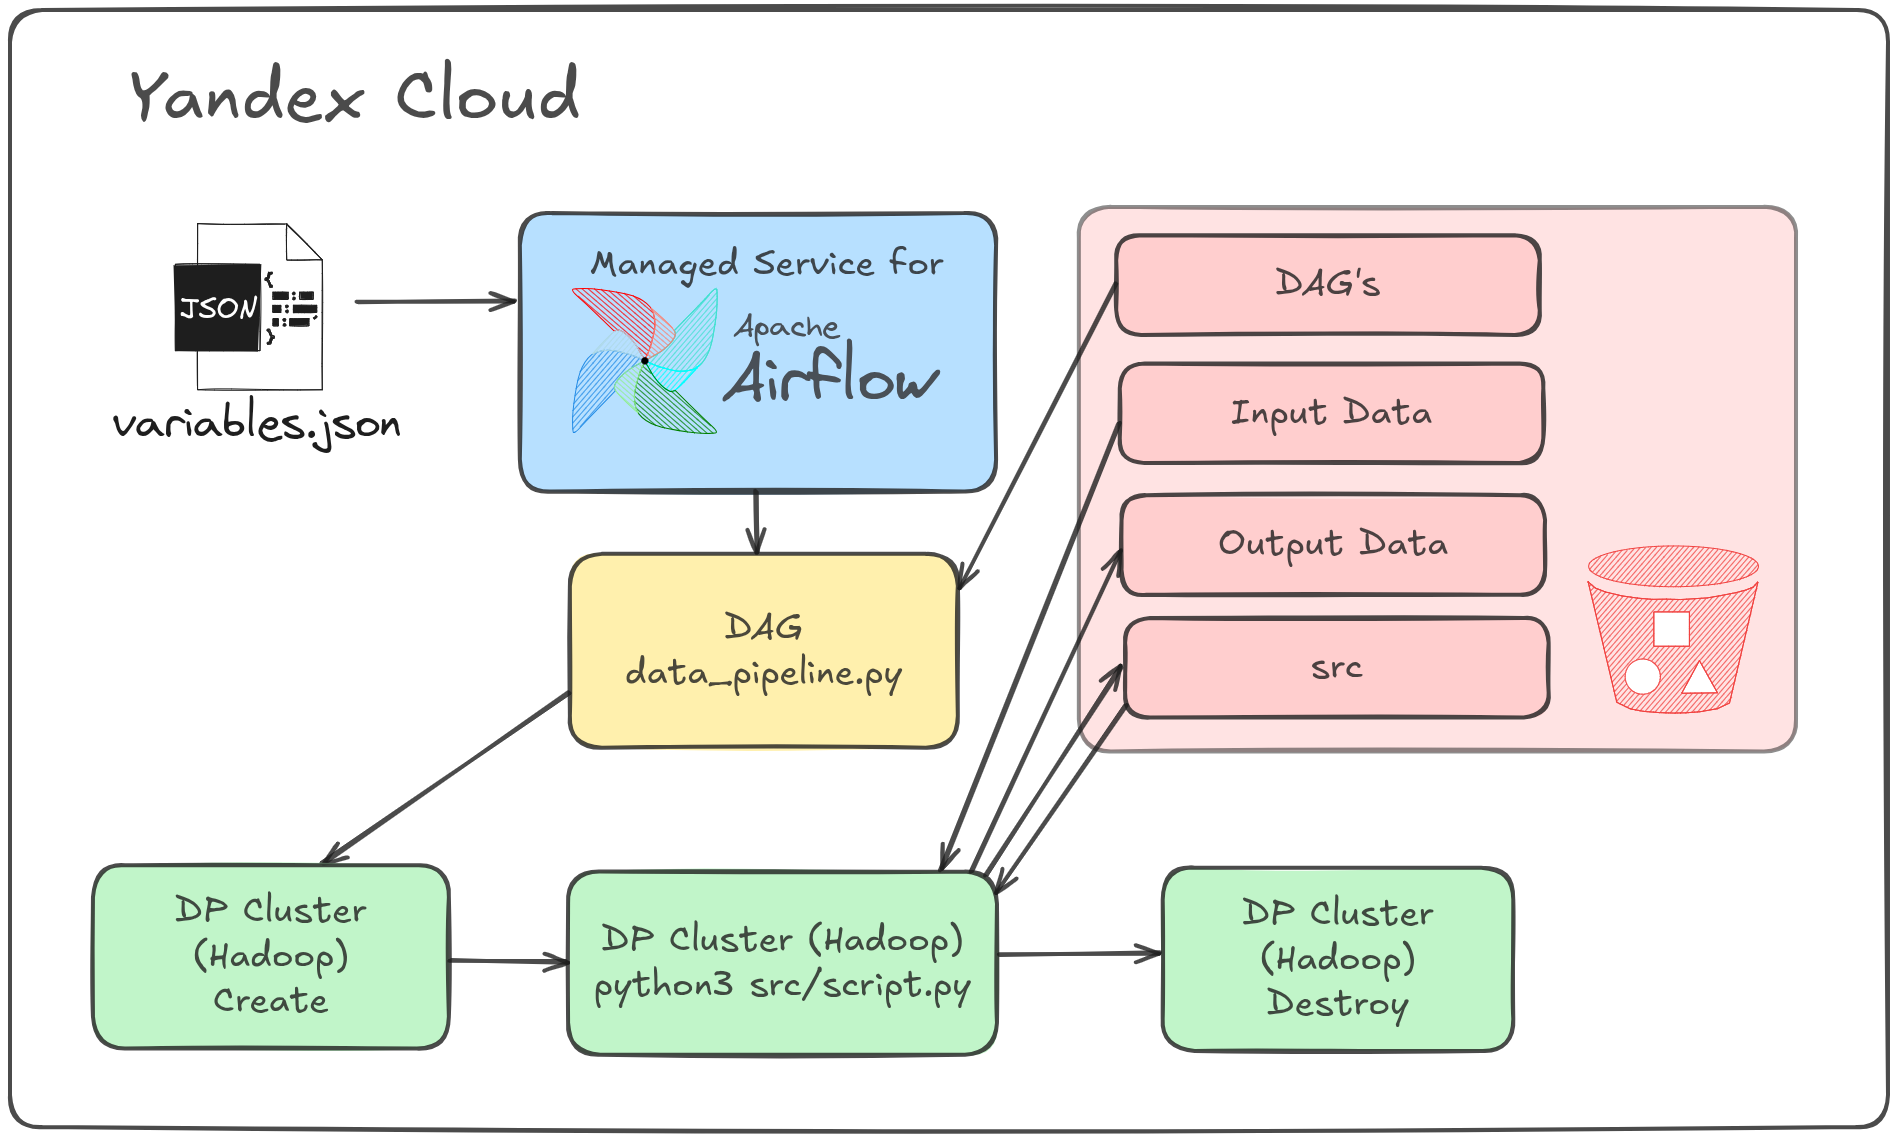 Yandex Cloud
JSON
variables.json
Managed Service for
Apache
Airflow
DAG's
Input Data
Output Data
src
DAG
data_pipeline.py
DP Cluster
(Hadoop)
Create
DP Cluster (Hadoop)
python3 src/script.py
DP Cluster
(Hadoop)
Destroy